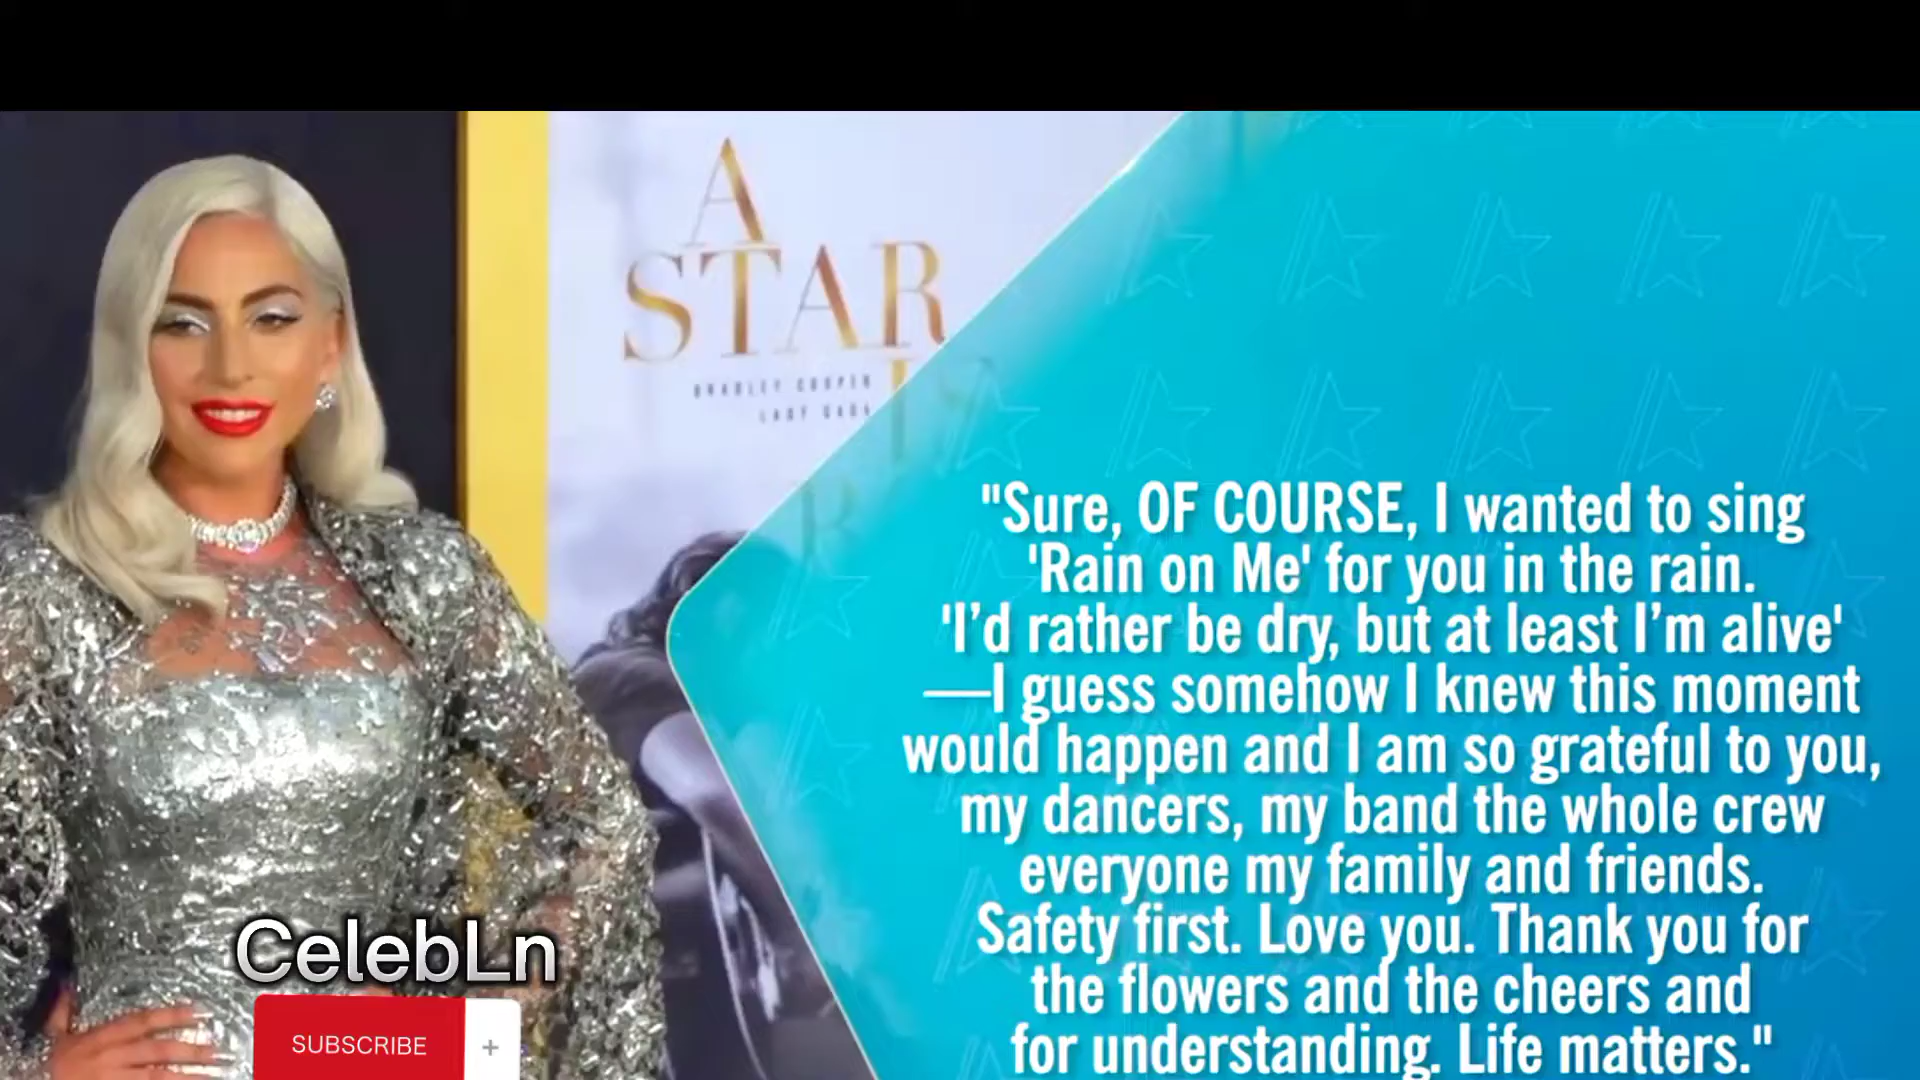 A
STAR
BRADLEY COOPER
LADY GAGA
"Sure, OF COURSE, I wanted to sing
'Rain on Me' for you in the rain.
'I’d rather be dry, but at least I’m alive'
—I guess somehow I knew this moment
would happen and I am so grateful to you,
my dancers, my band the whole crew
everyone my family and friends.
Safety first. Love you. Thank you for
the flowers and the cheers and
for understanding. Life matters."
CelebLn
SUBSCRIBE +